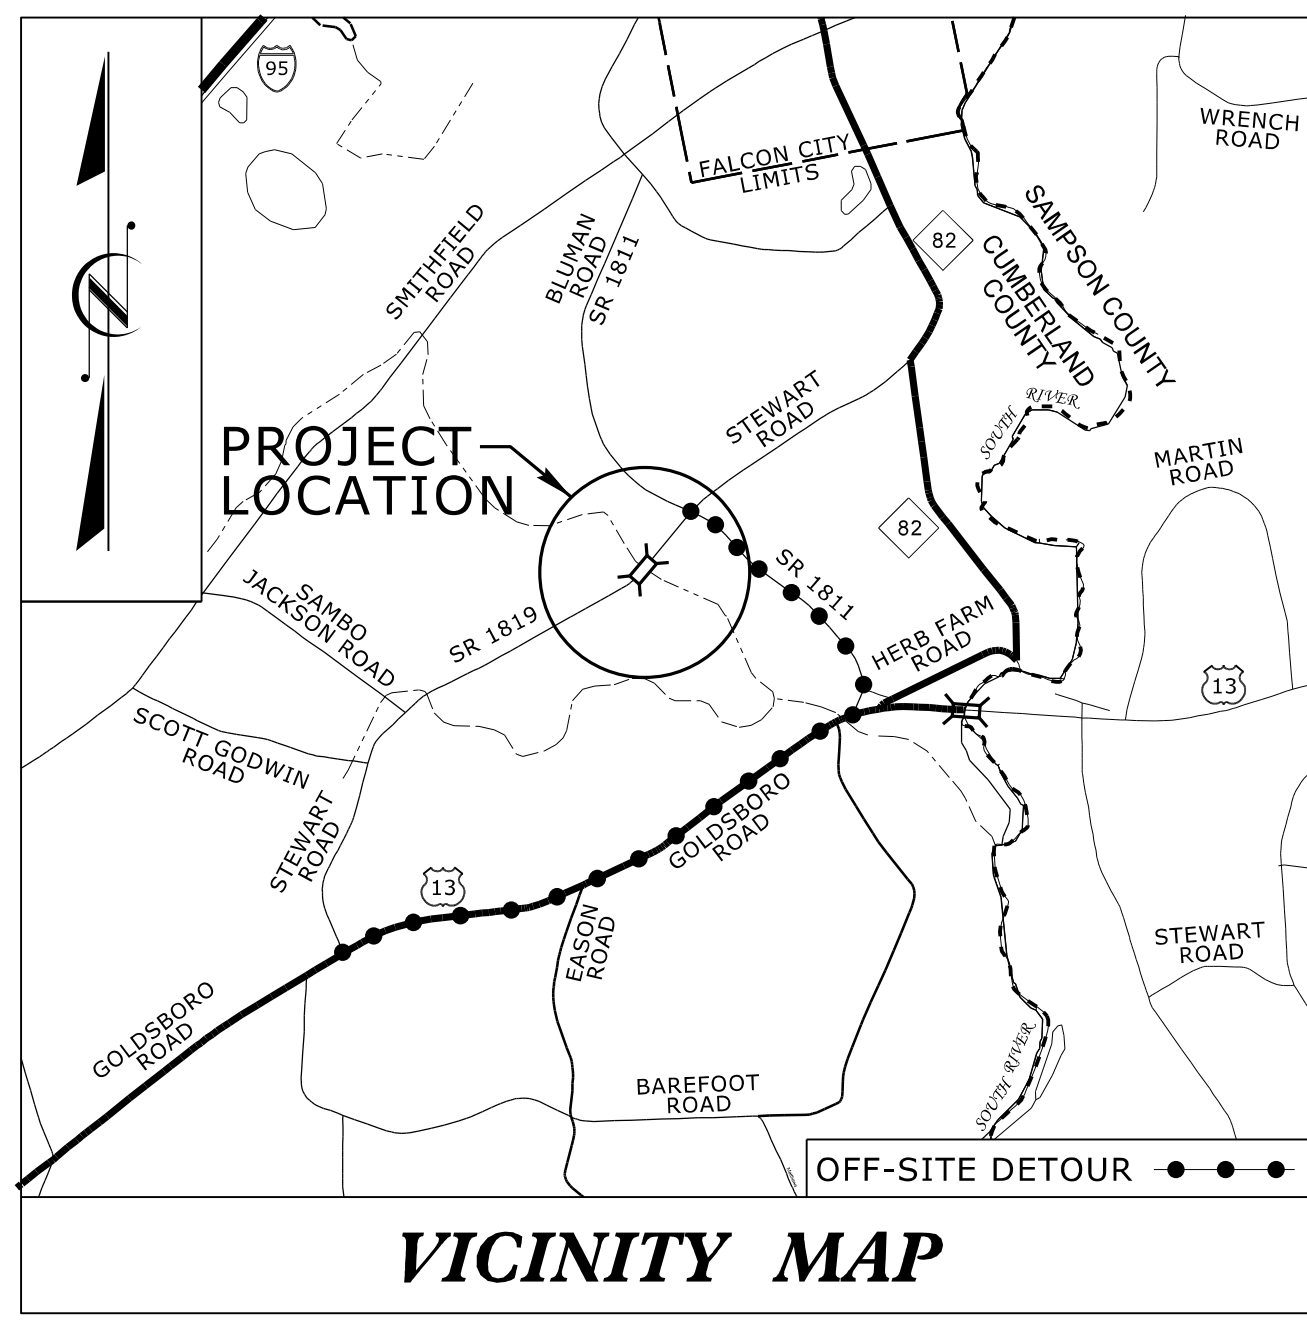 95
WRENCH
ROAD
FALCON CITY
LIMITS
SMITHFIELD
ROAD
BLUMAN
ROAD
SR 1811
82
SAMPSON COUNTY
CUMBERLAND
COUNTY
SOUTH RIVER
STEWART
ROAD
PROJECT
LOCATION
MARTIN
ROAD
82
SR 1811
SAMBO
JACKSON ROAD
SR 1819
HERB FARM
ROAD
13
SCOTT GODWIN
ROAD
STEWART
ROAD
GOLDSBORO
ROAD
13
EASON
ROAD
STEWART
ROAD
GOLDSBORO
ROAD
SOUTH RIVER
BAREFOOT
ROAD
OFF-SITE DETOUR
VICINITY MAP